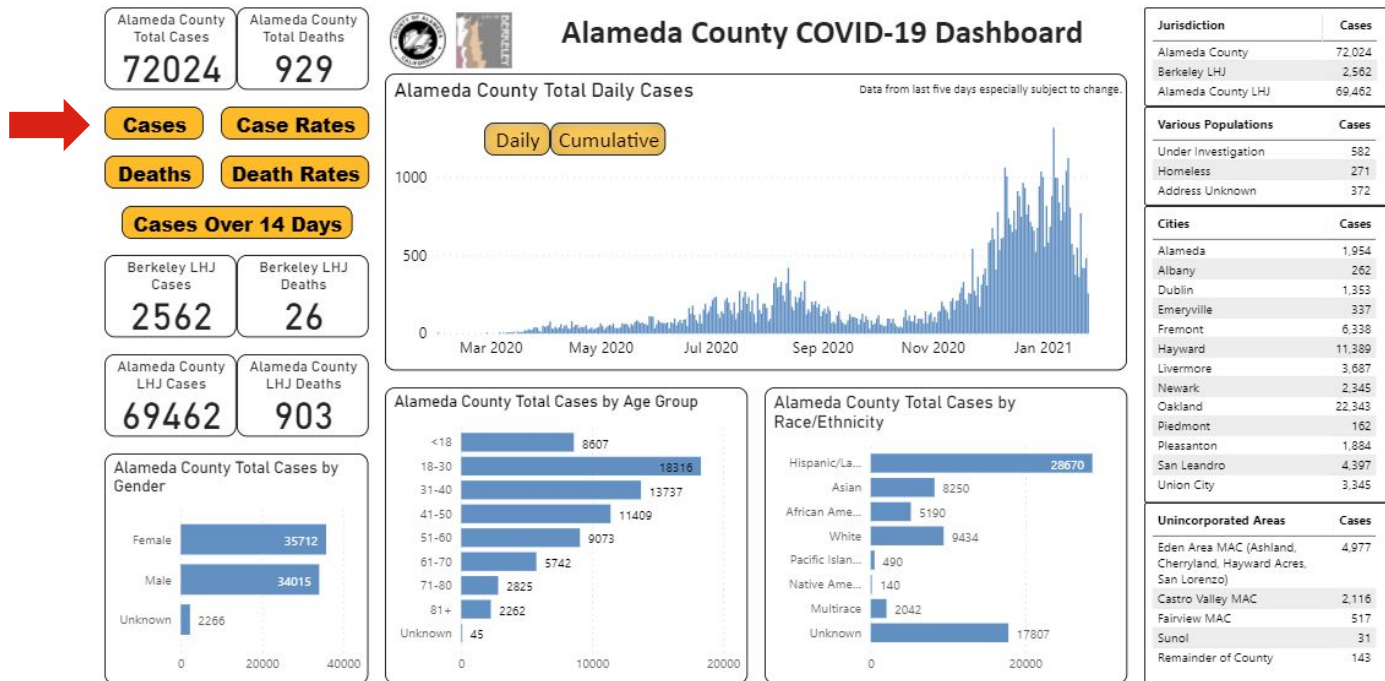 Alameda County COVID-19 Dashboard
Alameda County
Total Cases
72024
Alameda County
Total Deaths
929
Cases
Case Rates
Deaths
Death Rates
Cases Over 14 Days
Berkeley LHJ
Cases
2562
Berkeley LHJ
Deaths
26
Alameda County
LHJ Cases
69462
Alameda County
LHJ Deaths
903
Alameda County Total Cases by
Gender
Female 35712
Male 34015
Unknown 2266
0 20000 40000
COUNTY OF ALAMEDA
CALIFORNIA
BERKELEY
Alameda County Total Daily Cases
Data from last five days especially subject to change.
Daily Cumulative
1000
500
0
Mar 2020 May 2020 Jul 2020 Sep 2020 Nov 2020 Jan 2021
Alameda County Total Cases by Age Group
<18 8607
18-30 18316
31-40 13737
41-50 11409
51-60 9073
61-70 5742
71-80 2825
81+ 2262
Unknown 45
0 10000 20000
Alameda County Total Cases by
Race/Ethnicity
Hispanic/La... 28670
Asian 8250
African Ame... 5190
White 9434
Pacific Islan... 490
Native Ame... 140
Multirace 2042
Unknown 17807
0 20000
Jurisdiction Cases
Alameda County 72,024
Berkeley LHJ 2,562
Alameda County LHJ 69,462
Various Populations Cases
Under Investigation 582
Homeless 271
Address Unknown 372
Cities Cases
Alameda 1,954
Albany 262
Dublin 1,353
Emeryville 337
Fremont 6,338
Hayward 11,389
Livermore 3,687
Newark 2,345
Oakland 22,343
Piedmont 162
Pleasanton 1,884
San Leandro 4,397
Union City 3,345
Unincorporated Areas Cases
Eden Area MAC (Ashland, 4,977
Cherryland, Hayward Acres,
San Lorenzo)
Castro Valley MAC 2,116
Fairview MAC 517
Sunol 31
Remainder of County 143